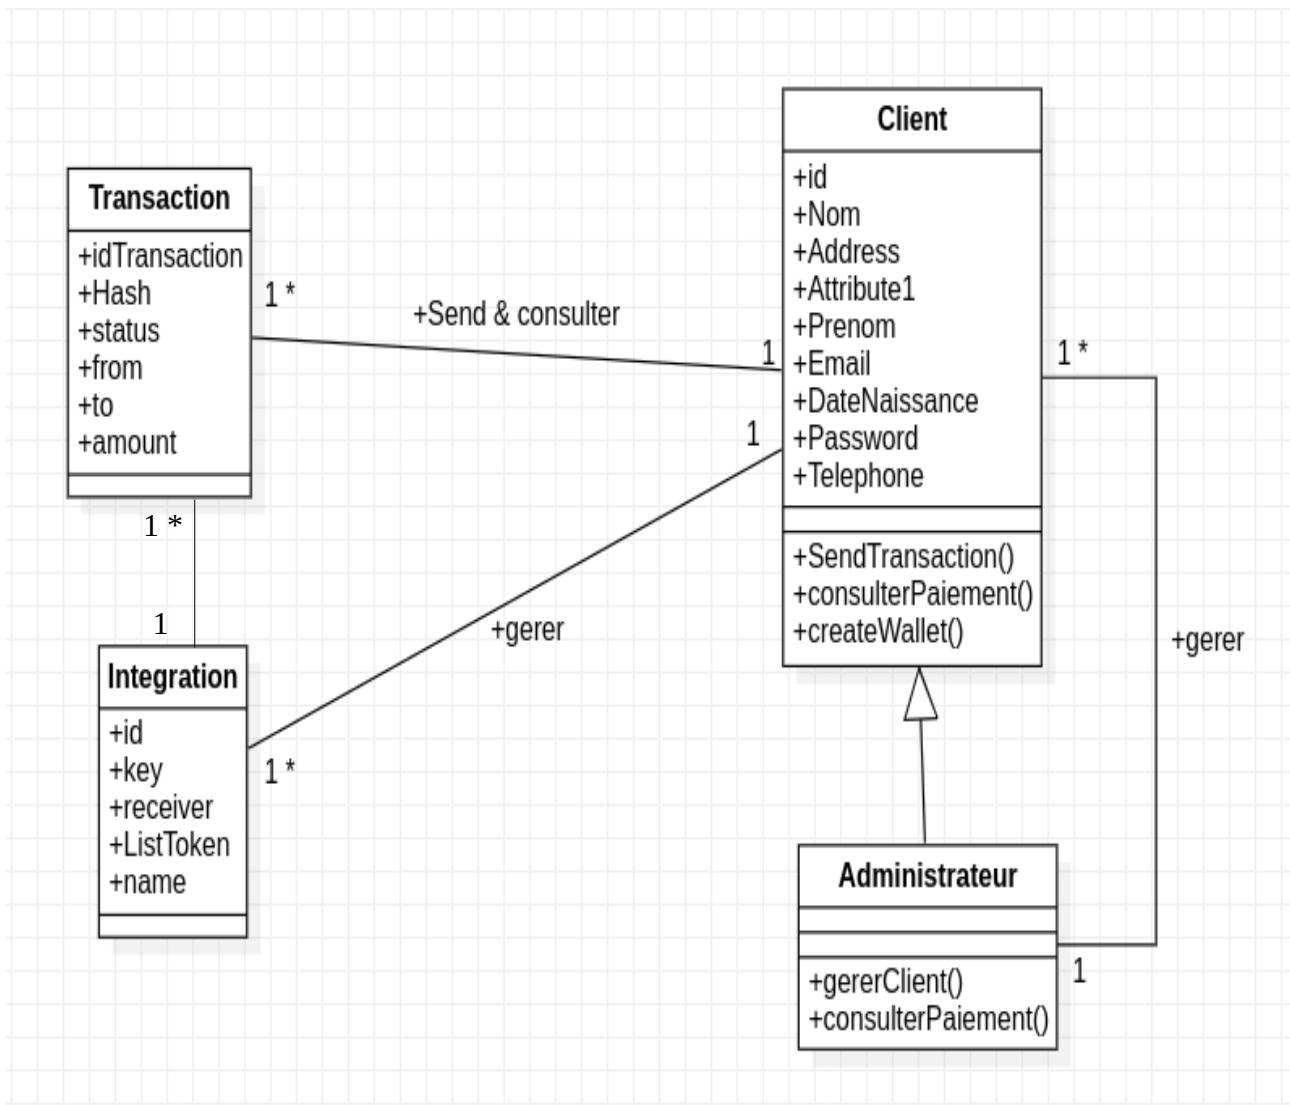 Client
+id
+Nom
+Address
+Attribute1
+Prenom
+Email
+DateNaissance
+Password
+Telephone
+SendTransaction()
+consulterPaiement()
+createWallet()
Transaction
+idTransaction
+Hash
+status
+from
+to
+amount
1 *
+Send & consulter
1
1 *
1
1
1 *
+gerer
1 *
+gerer
1
Integration
+id
+key
+receiver
+ListToken
+name
Administrateur
+gererClient()
+consulterPaiement()